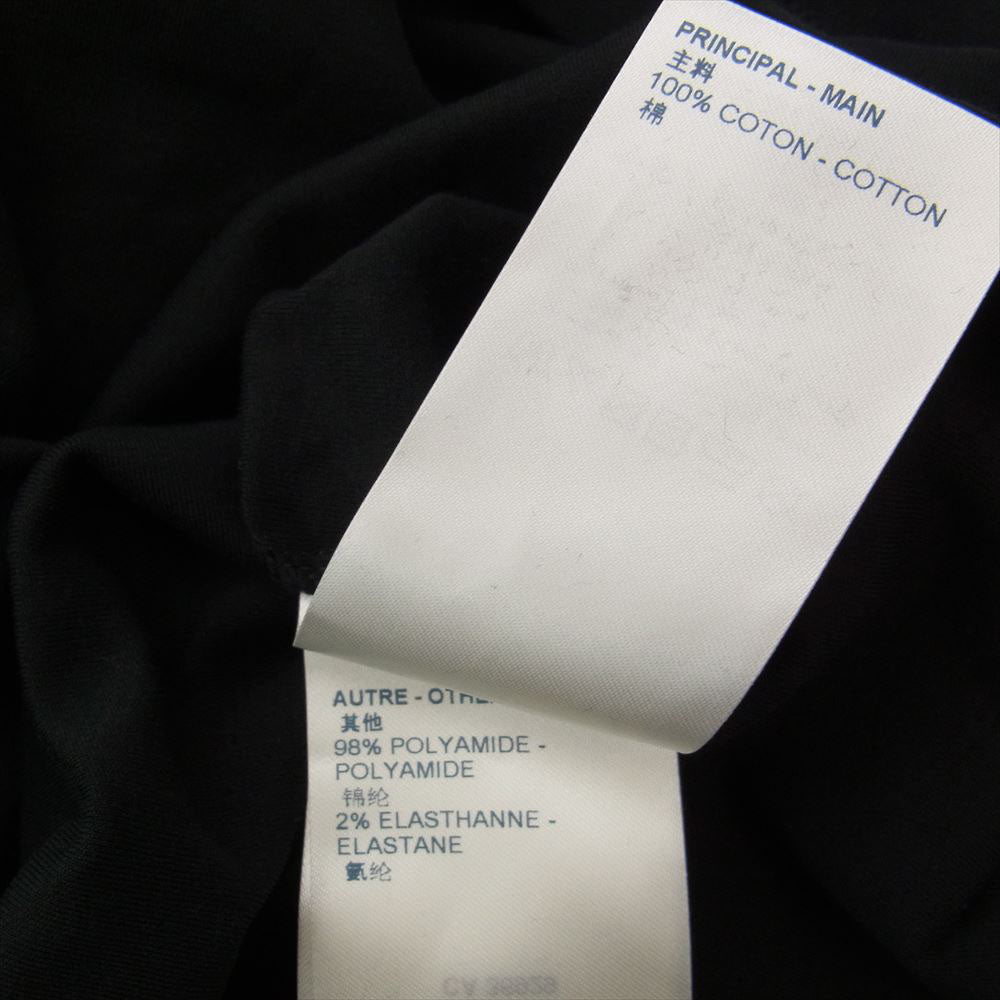 PRINCIPAL - MAIN
主料
100% COTON - COTTON
棉
AUTRE -
其他
98% POLYAMIDE -
POLYAMIDE
锦纶
2% ELASTHANNE -
ELASTANE
氨纶